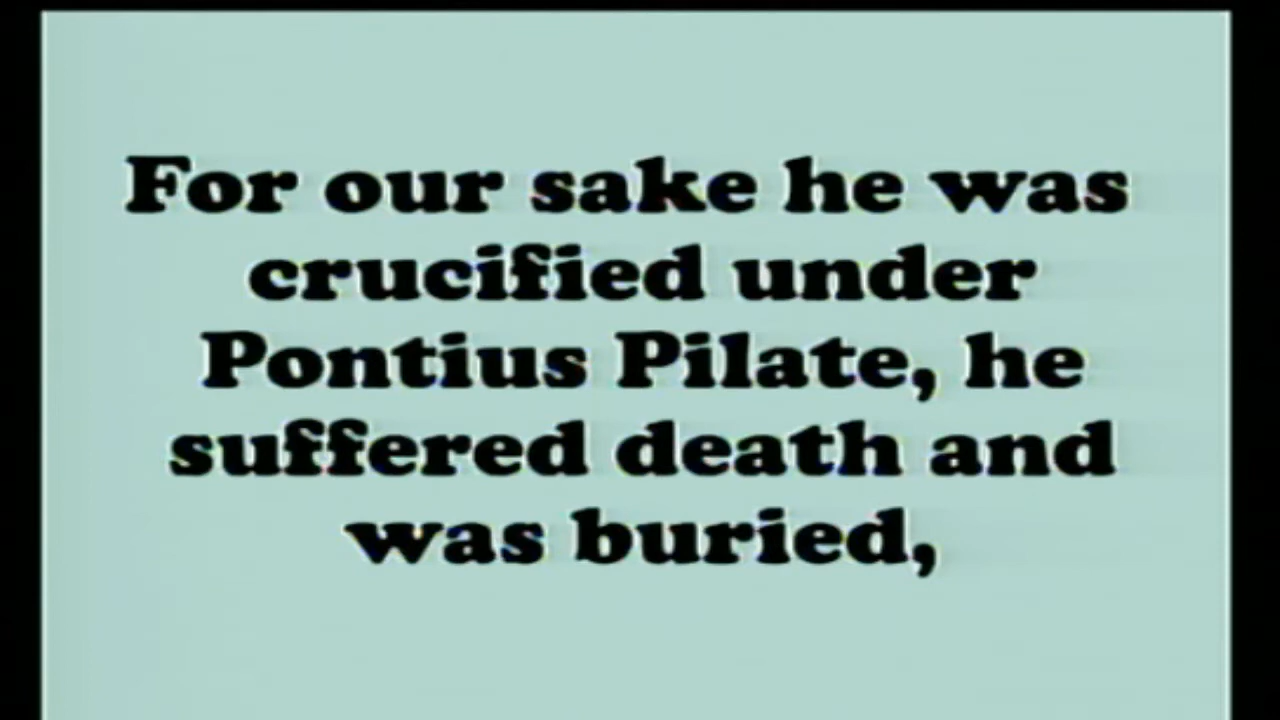 For our sake he was
crucified under
Pontius Pilate, he
suffered death and
was buried,